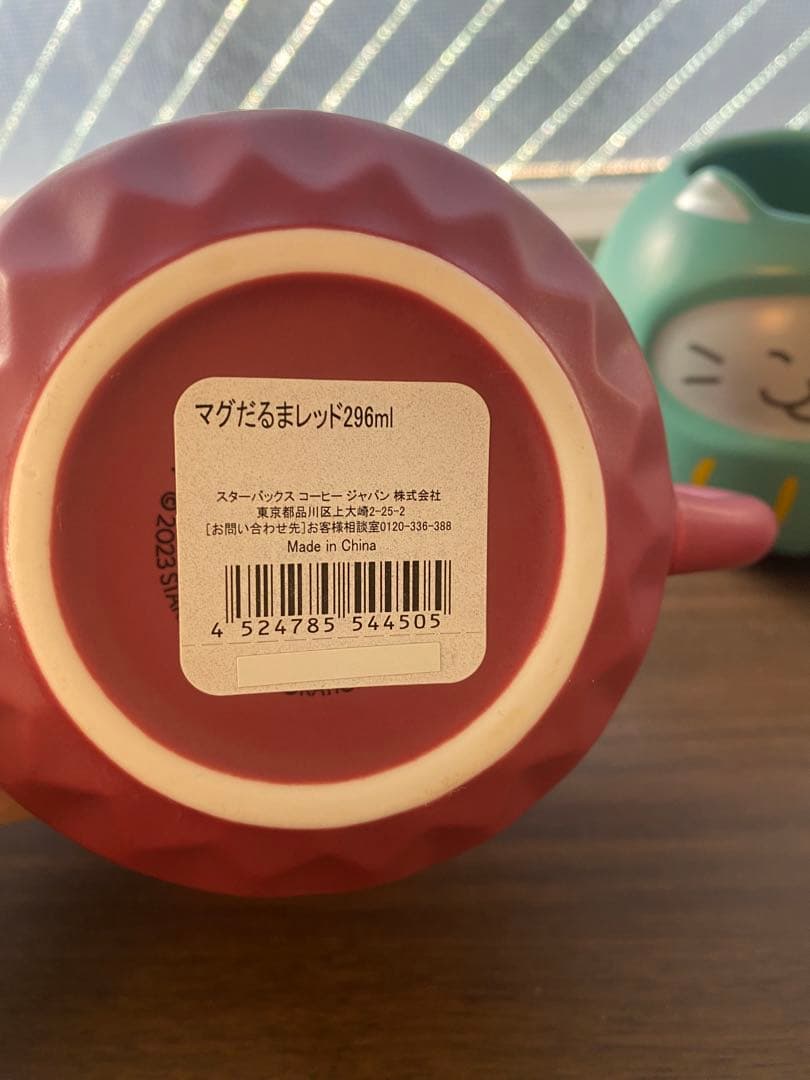 マグだるまレッド296ml
スターバックス コーヒー ジャパン 株式会社
東京都品川区上大崎2-25-2
[お問い合わせ先]お客様相談室0120-336-388
Made in China
4 524785 544505
© 2023